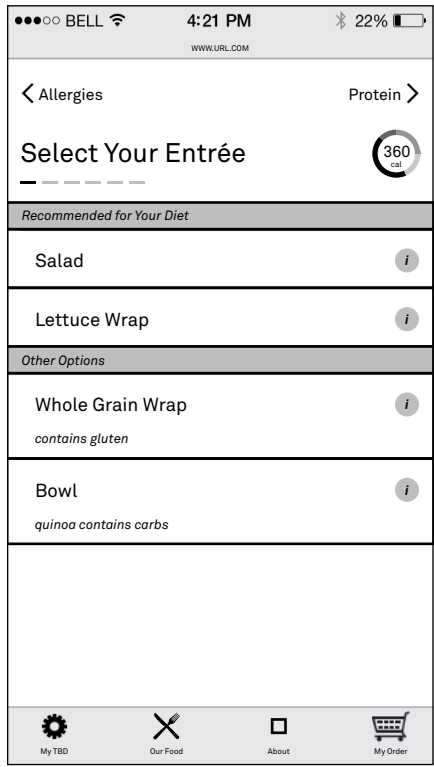 BELL 4:21 PM 22%
WWW.URL.COM
Allergies Protein
Select Your Entrée 360
cal
Recommended for Your Diet
Salad i
Lettuce Wrap i
Other Options
Whole Grain Wrap i
contains gluten
Bowl i
quinoa contains carbs
My TBD Our Food About My Order